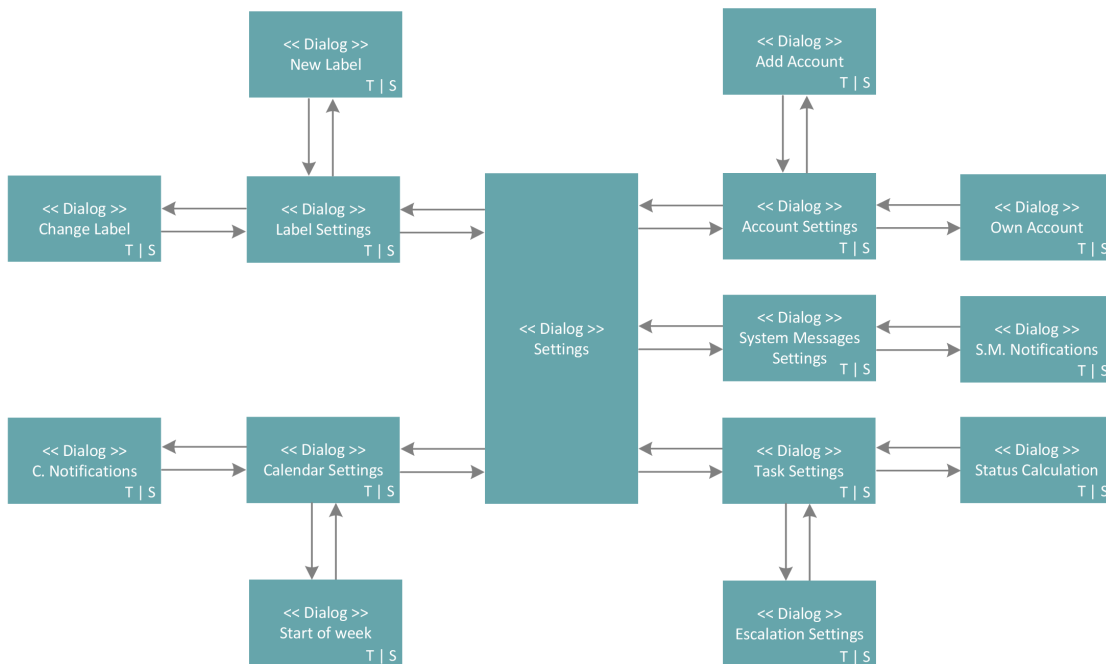 << Dialog >>
New Label
T | S
<< Dialog >>
Add Account
T | S
<< Dialog >>
Change Label
T | S
<< Dialog >>
Label Settings
T | S
<< Dialog >>
Settings
<< Dialog >>
Account Settings
T | S
<< Dialog >>
Own Account
T | S
<< Dialog >>
System Messages
Settings
T | S
<< Dialog >>
S.M. Notifications
T | S
<< Dialog >>
C. Notifications
T | S
<< Dialog >>
Calendar Settings
T | S
<< Dialog >>
Task Settings
T | S
<< Dialog >>
Status Calculation
T | S
<< Dialog >>
Start of week
T | S
<< Dialog >>
Escalation Settings
T | S